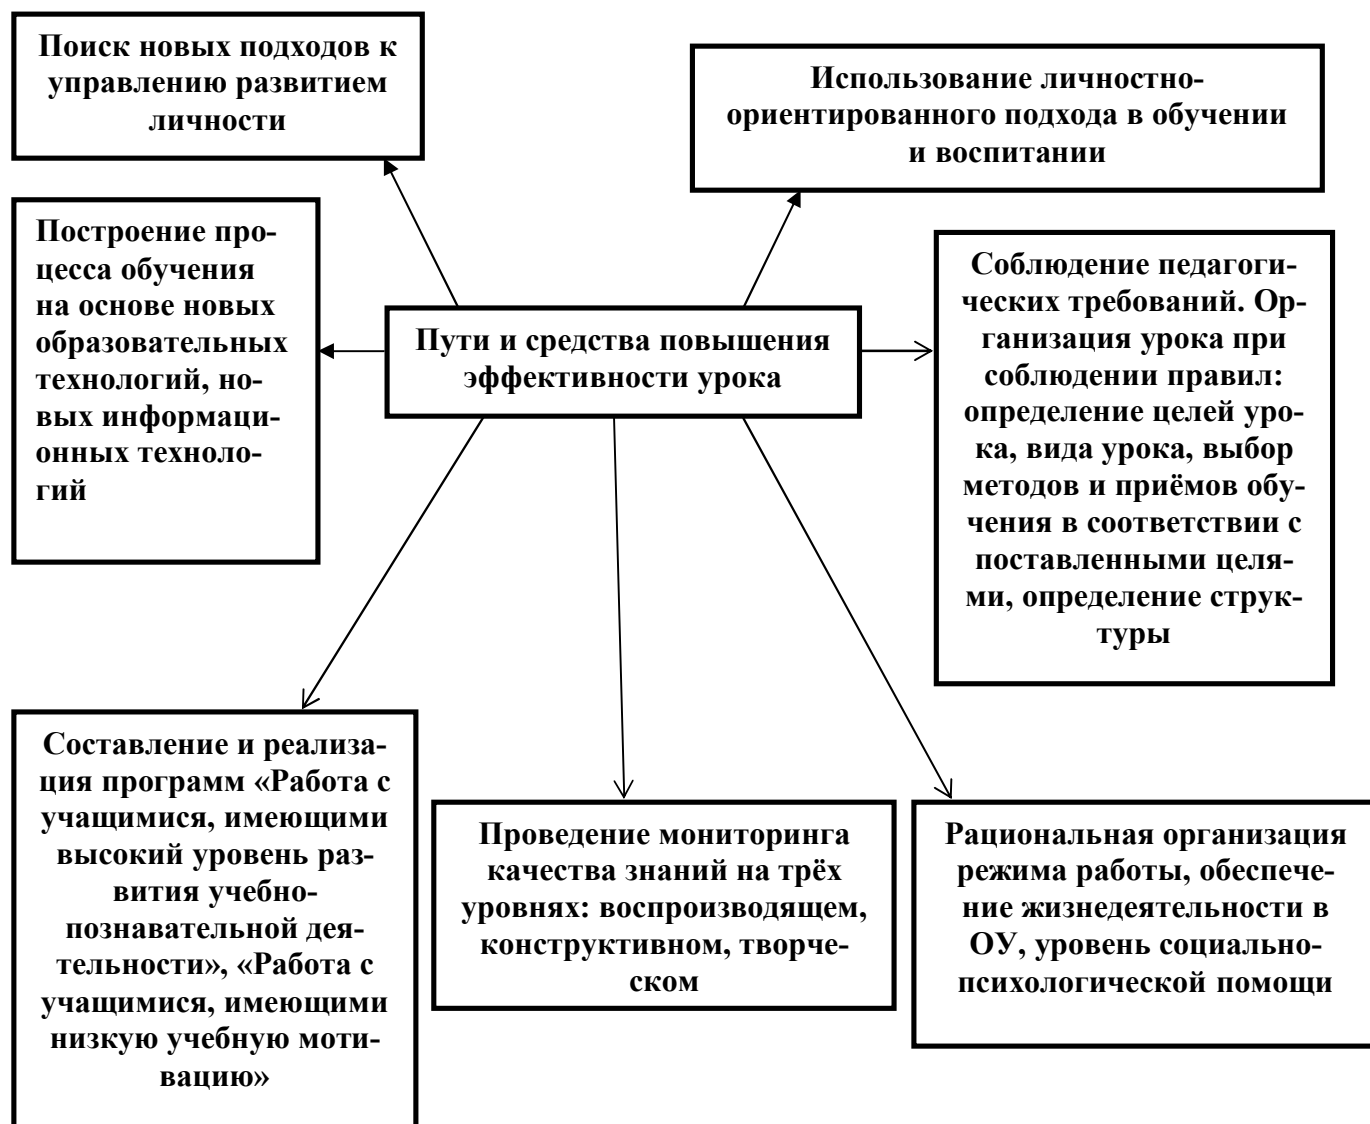 Поиск новых подходов к
управлению развитием
личности
Использование личностно-
ориентированного подхода в обучении
и воспитании
Построение про-
цесса обучения
на основе новых
образовательных
технологий, но-
вых информаци-
онных техноло-
гий
Пути и средства повышения
эффективности урока
Соблюдение педагоги-
ческих требований. Ор-
ганизация урока при
соблюдении правил:
определение целей уро-
ка, вида урока, выбор
методов и приёмов обу-
чения в соответствии с
поставленными целя-
ми, определение струк-
туры
Составление и реализа-
ция программ «Работа с
учащимися, имеющими
высокий уровень раз-
вития учебно-
познавательной дея-
тельности», «Работа с
учащимися, имеющими
низкую учебную моти-
вацию»
Проведение мониторинга
качества знаний на трёх
уровнях: воспроизводящем,
конструктивном, творче-
ском
Рациональная организация
режима работы, обеспече-
ние жизнедеятельности в
ОУ, уровень социально-
психологической помощи